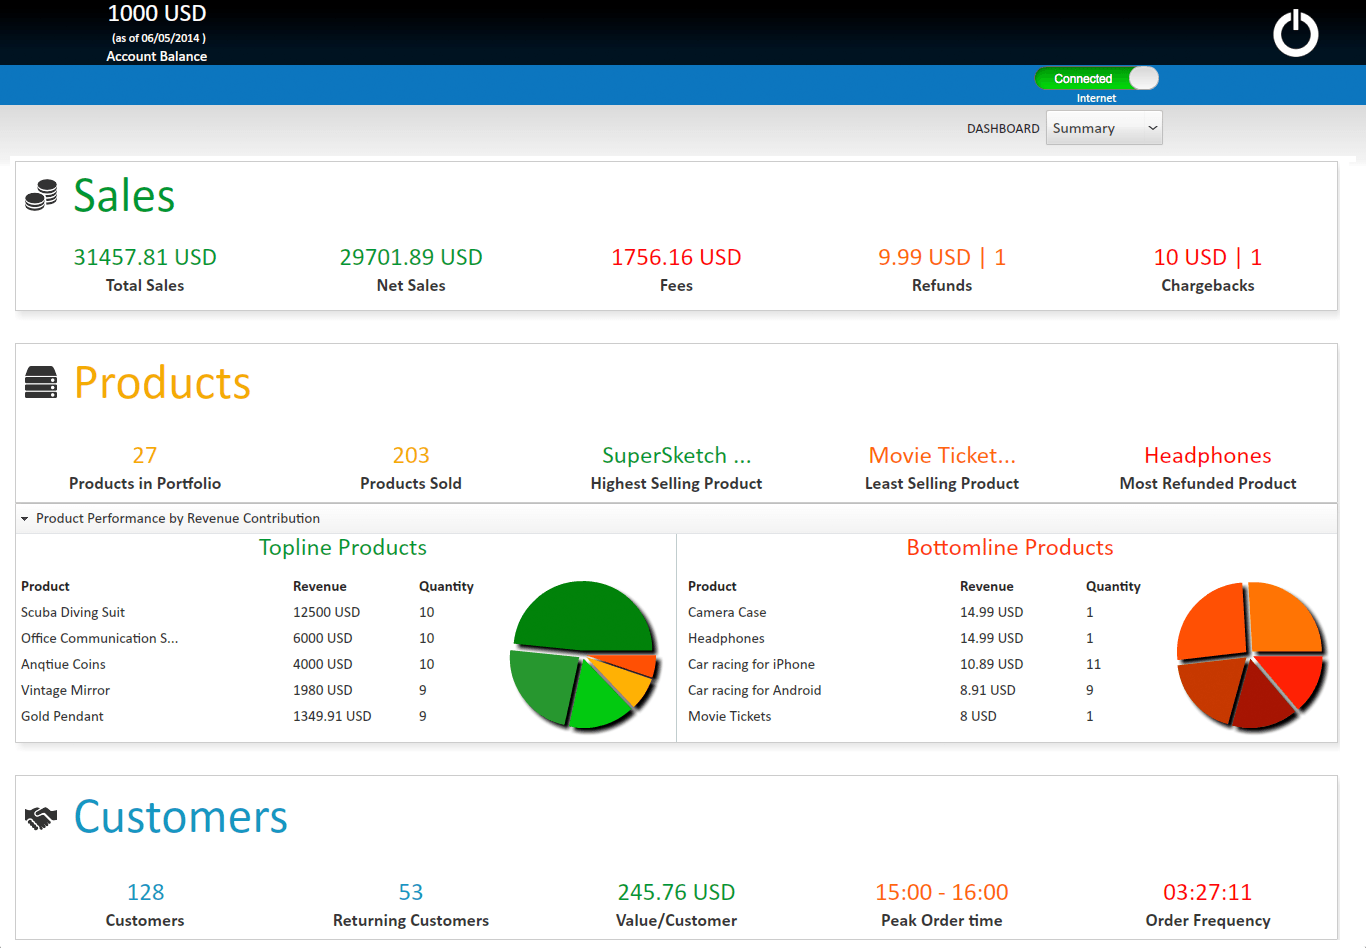 1000 USD
(as of 06/05/2014 )
Account Balance
Connected
Internet
DASHBOARD Summary
Sales
31457.81 USD 29701.89 USD 1756.16 USD 9.99 USD | 1 10 USD | 1
Total Sales Net Sales Fees Refunds Chargebacks
Products
27 203 SuperSketch ... Movie Ticket... Headphones
Products in Portfolio Products Sold Highest Selling Product Least Selling Product Most Refunded Product
Product Performance by Revenue Contribution
Topline Products
Product Revenue Quantity
Scuba Diving Suit 12500 USD 10
Office Communication S... 6000 USD 10
Anqtiue Coins 4000 USD 10
Vintage Mirror 1980 USD 9
Gold Pendant 1349.91 USD 9
Bottomline Products
Product Revenue Quantity
Camera Case 14.99 USD 1
Headphones 14.99 USD 1
Car racing for iPhone 10.89 USD 11
Car racing for Android 8.91 USD 9
Movie Tickets 8 USD 1
Customers
128 53 245.76 USD 15:00 - 16:00 03:27:11
Customers Returning Customers Value/Customer Peak Order time Order Frequency